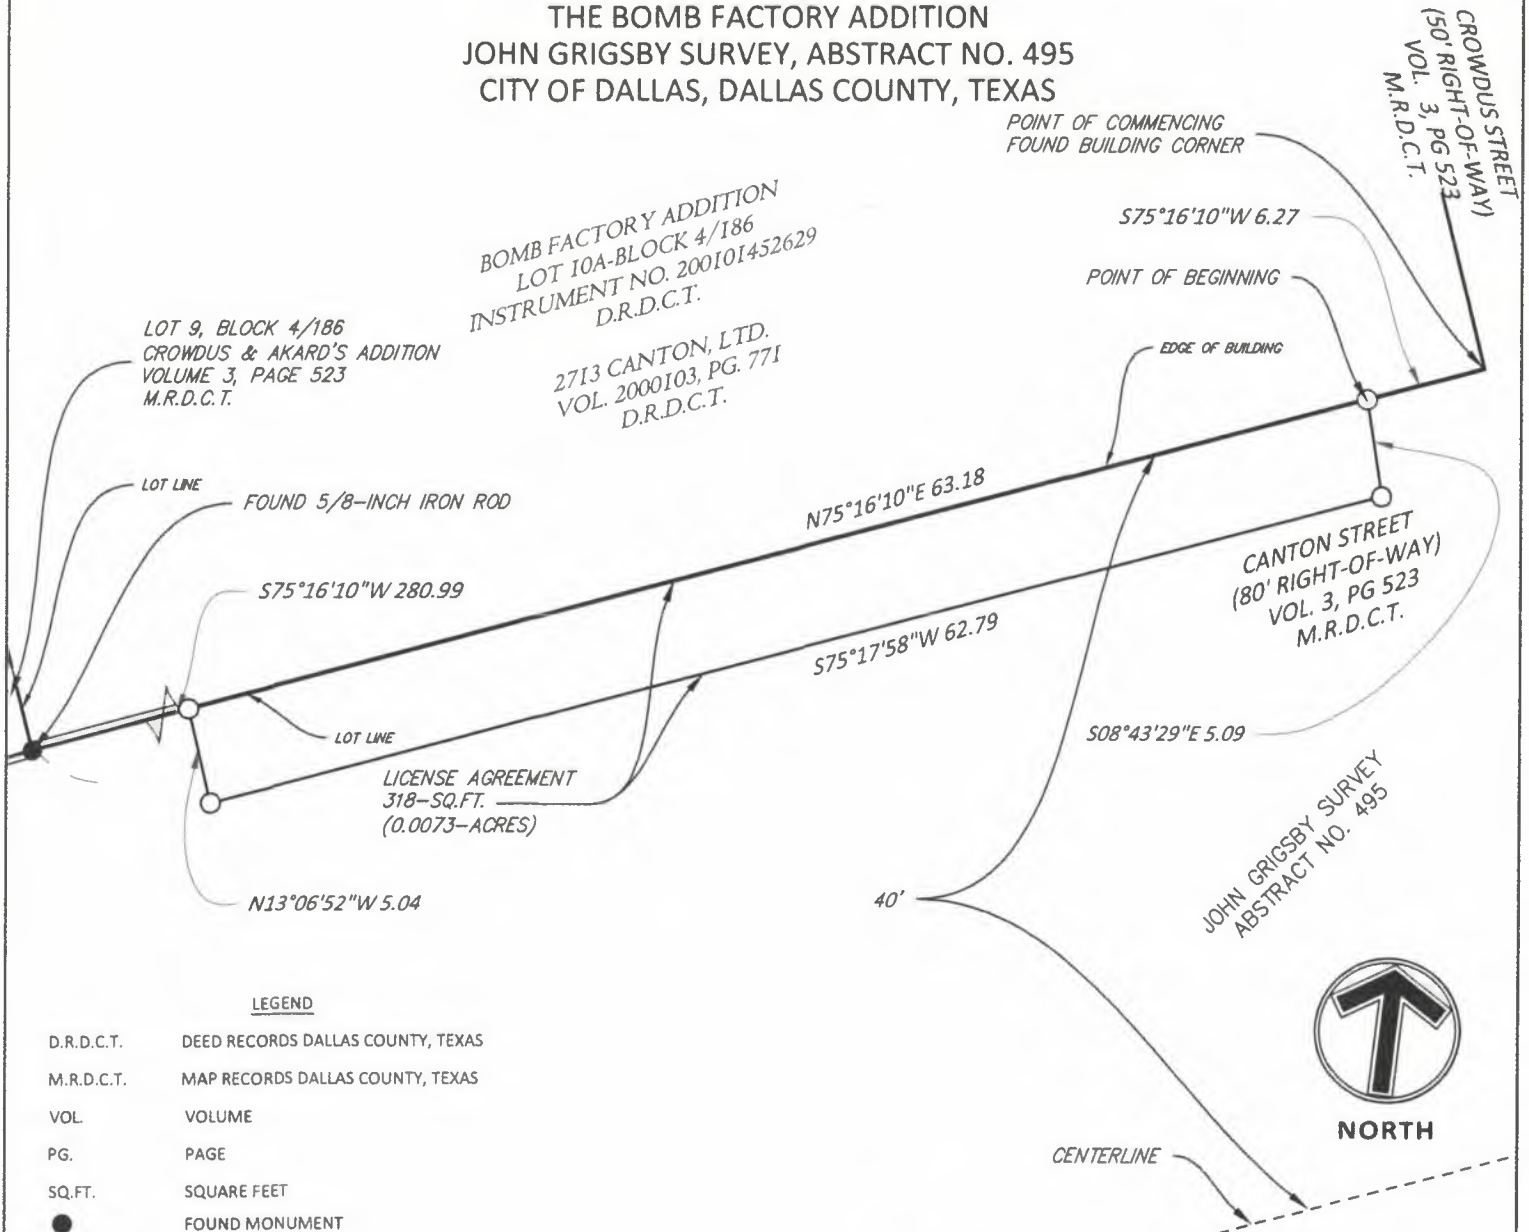 THE BOMB FACTORY ADDITION
JOHN GRIGSBY SURVEY, ABSTRACT NO. 495
CITY OF DALLAS, DALLAS COUNTY, TEXAS
CROWDUS STREET
(50' RIGHT-OF-WAY)
VOL. 3, PG 523
M.R.D.C.T.
POINT OF COMMENCING
FOUND BUILDING CORNER
S75°16'10"W 6.27
POINT OF BEGINNING
EDGE OF BUILDING
BOMB FACTORY ADDITION
LOT 10A-BLOCK 4/186
INSTRUMENT NO. 200101452629
D.R.D.C.T.
2713 CANTON, LTD.
VOL. 2000103, PG. 771
D.R.D.C.T.
LOT 9, BLOCK 4/186
CROWDUS & AKARD'S ADDITION
VOLUME 3, PAGE 523
M.R.D.C.T.
LOT LINE
FOUND 5/8-INCH IRON ROD
N75°16'10"E 63.18
S75°16'10"W 280.99
CANTON STREET
(80' RIGHT-OF-WAY)
VOL. 3, PG 523
M.R.D.C.T.
S75°17'58"W 62.79
LOT LINE
S08°43'29"E 5.09
LICENSE AGREEMENT
318-SQ.FT.
(0.0073-ACRES)
N13°06'52"W 5.04
40'
JOHN GRIGSBY SURVEY
ABSTRACT NO. 495
LEGEND
D.R.D.C.T. DEED RECORDS DALLAS COUNTY, TEXAS
M.R.D.C.T. MAP RECORDS DALLAS COUNTY, TEXAS
VOL. VOLUME
PG. PAGE
SQ.FT. SQUARE FEET
FOUND MONUMENT
NORTH
CENTERLINE